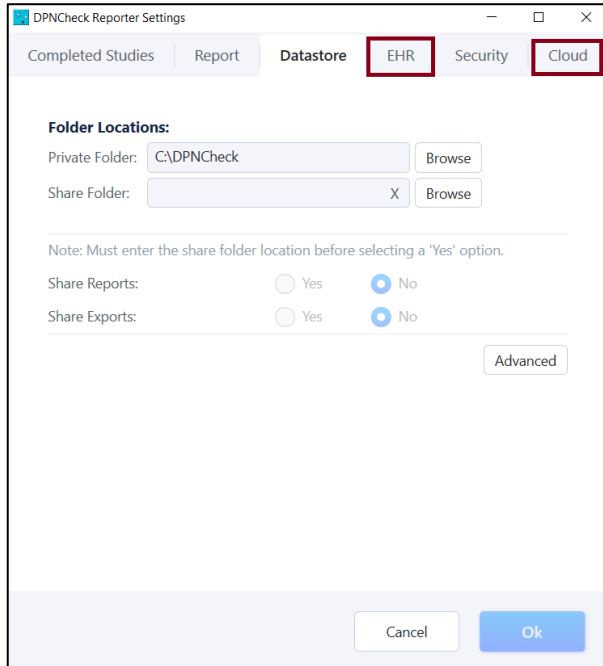 DPNCheck Reporter Settings
Completed Studies Report Datastore EHR Security Cloud
Folder Locations:
Private Folder: C:\DPNCheck Browse
Share Folder: X Browse
Note: Must enter the share folder location before selecting a 'Yes' option.
Share Reports: Yes No
Share Exports: Yes No
Advanced
Cancel Ok